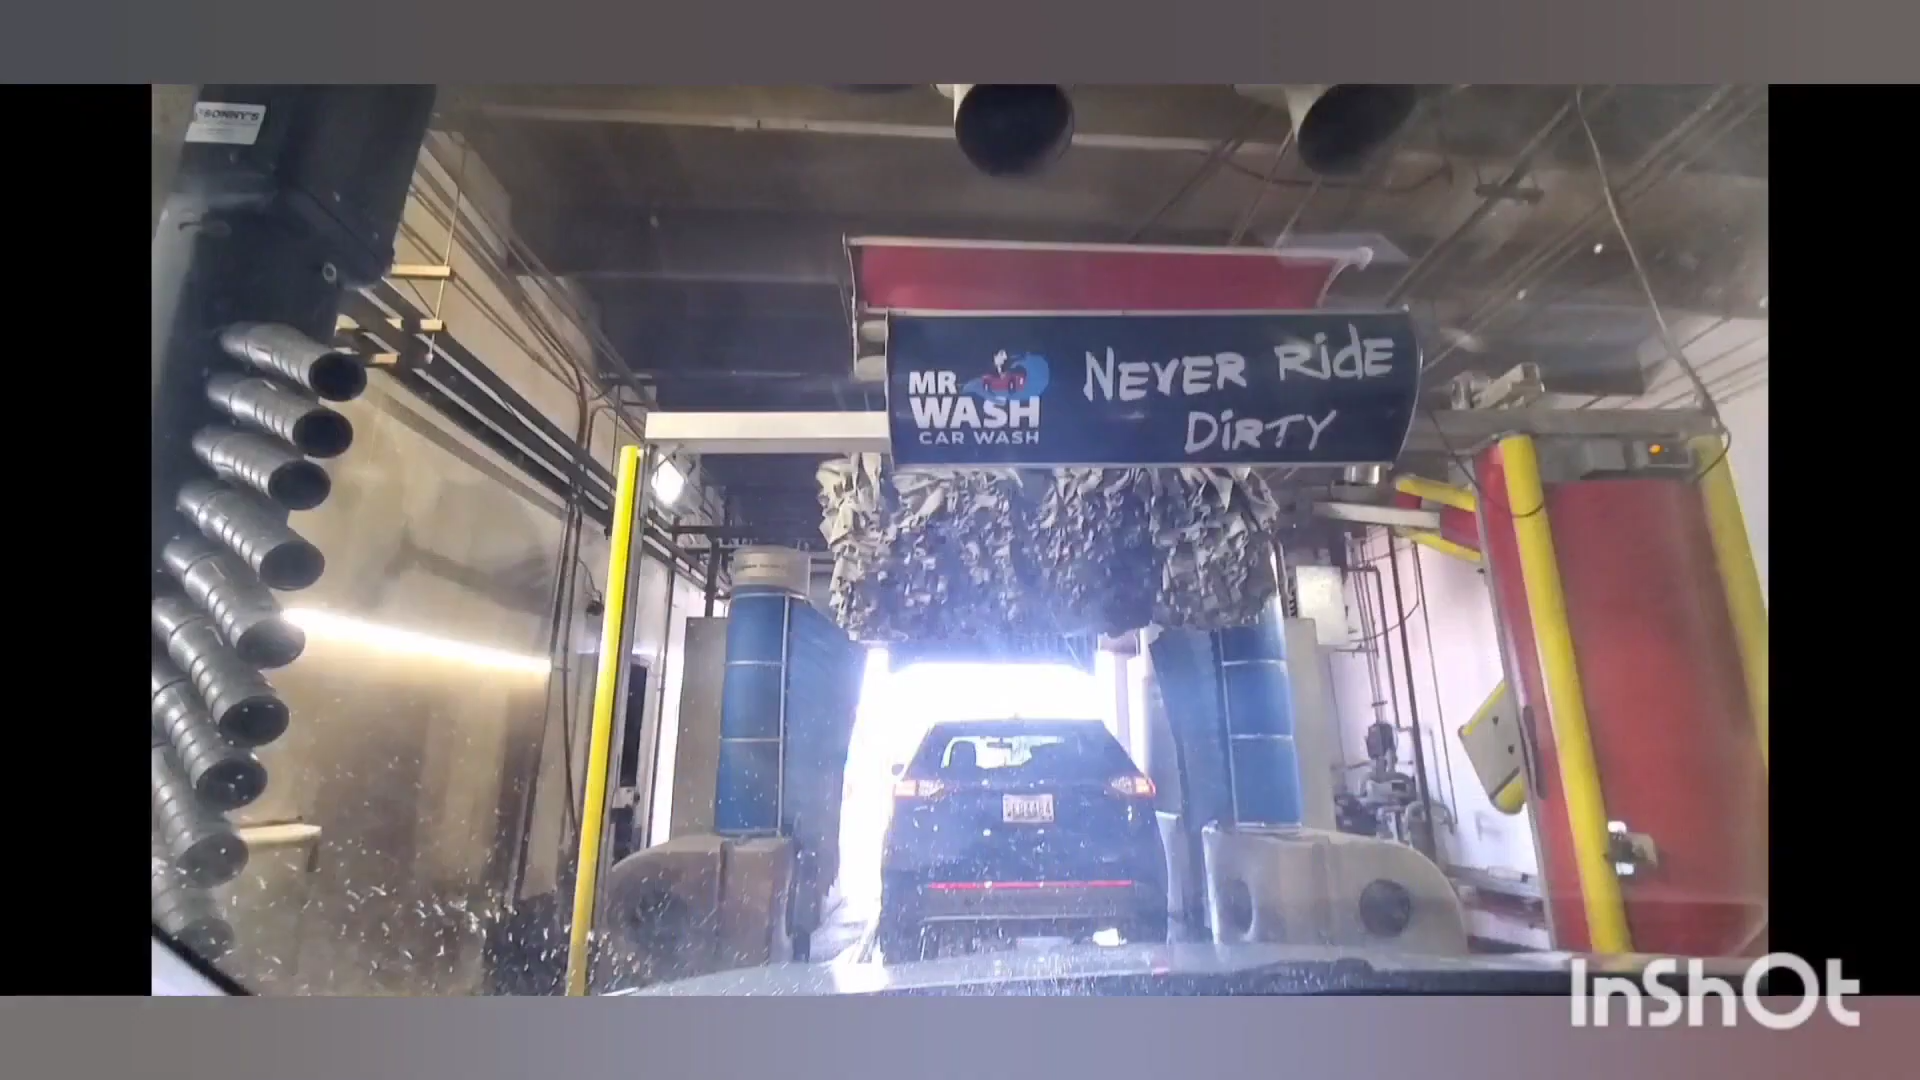 SONNY'S
MR
WASH
CAR WASH
NEVER RiDE
DiRTY
InShOt